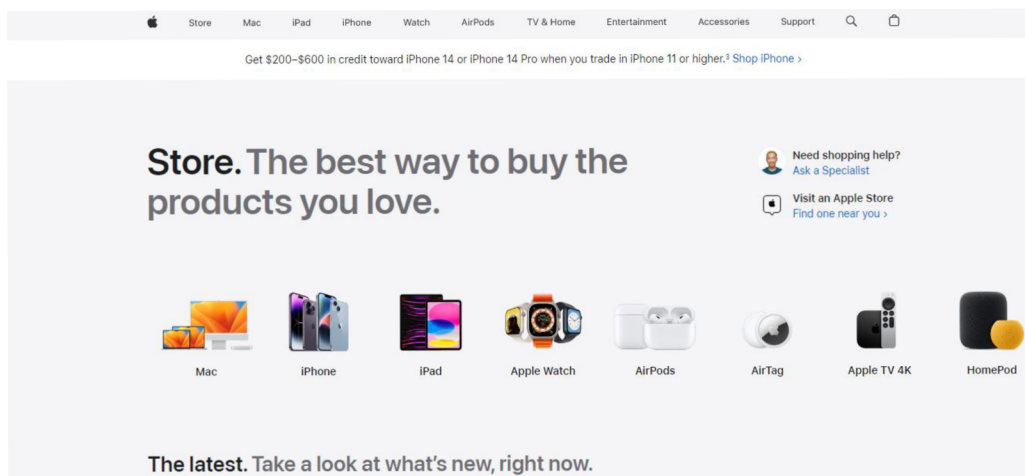 Store Mac iPad iPhone Watch AirPods TV & Home Entertainment Accessories Support
Get $200–$600 in credit toward iPhone 14 or iPhone 14 Pro when you trade in iPhone 11 or higher.³ Shop iPhone >
Store. The best way to buy the
products you love.
Need shopping help?
Ask a Specialist
Visit an Apple Store
Find one near you >
Mac iPhone iPad Apple Watch AirPods AirTag Apple TV 4K HomePod
The latest. Take a look at what’s new, right now.